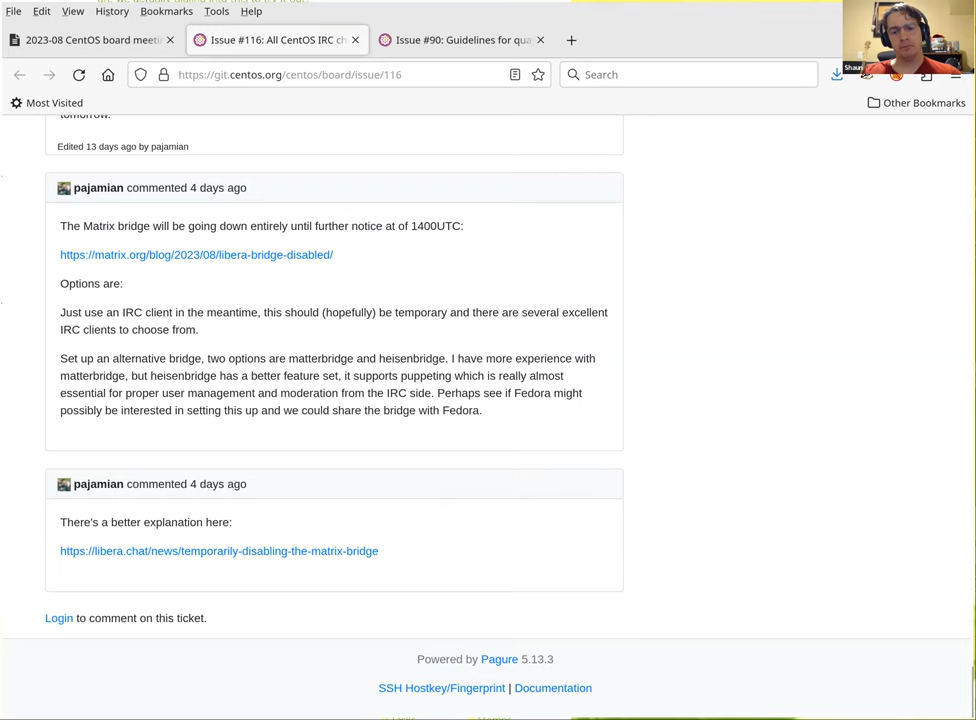 File Edit View History Bookmarks Tools Help
2023-08 CentOS board meeti
Issue #116: All CentOS IRC ch
Issue #90: Guidelines for qua
https://git.centos.org/centos/board/issue/116
Search
Shaun
Most Visited
Other Bookmarks
tomorrow.
Edited 13 days ago by pajamian
pajamian commented 4 days ago
The Matrix bridge will be going down entirely until further notice at of 1400UTC:
https://matrix.org/blog/2023/08/libera-bridge-disabled/
Options are:
Just use an IRC client in the meantime, this should (hopefully) be temporary and there are several excellent
IRC clients to choose from.
Set up an alternative bridge, two options are matterbridge and heisenbridge. I have more experience with
matterbridge, but heisenbridge has a better feature set, it supports puppeting which is really almost
essential for proper user management and moderation from the IRC side. Perhaps see if Fedora might
possibly be interested in setting this up and we could share the bridge with Fedora.
pajamian commented 4 days ago
There's a better explanation here:
https://libera.chat/news/temporarily-disabling-the-matrix-bridge
Login to comment on this ticket.
Powered by Pagure 5.13.3
SSH Hostkey/Fingerprint | Documentation